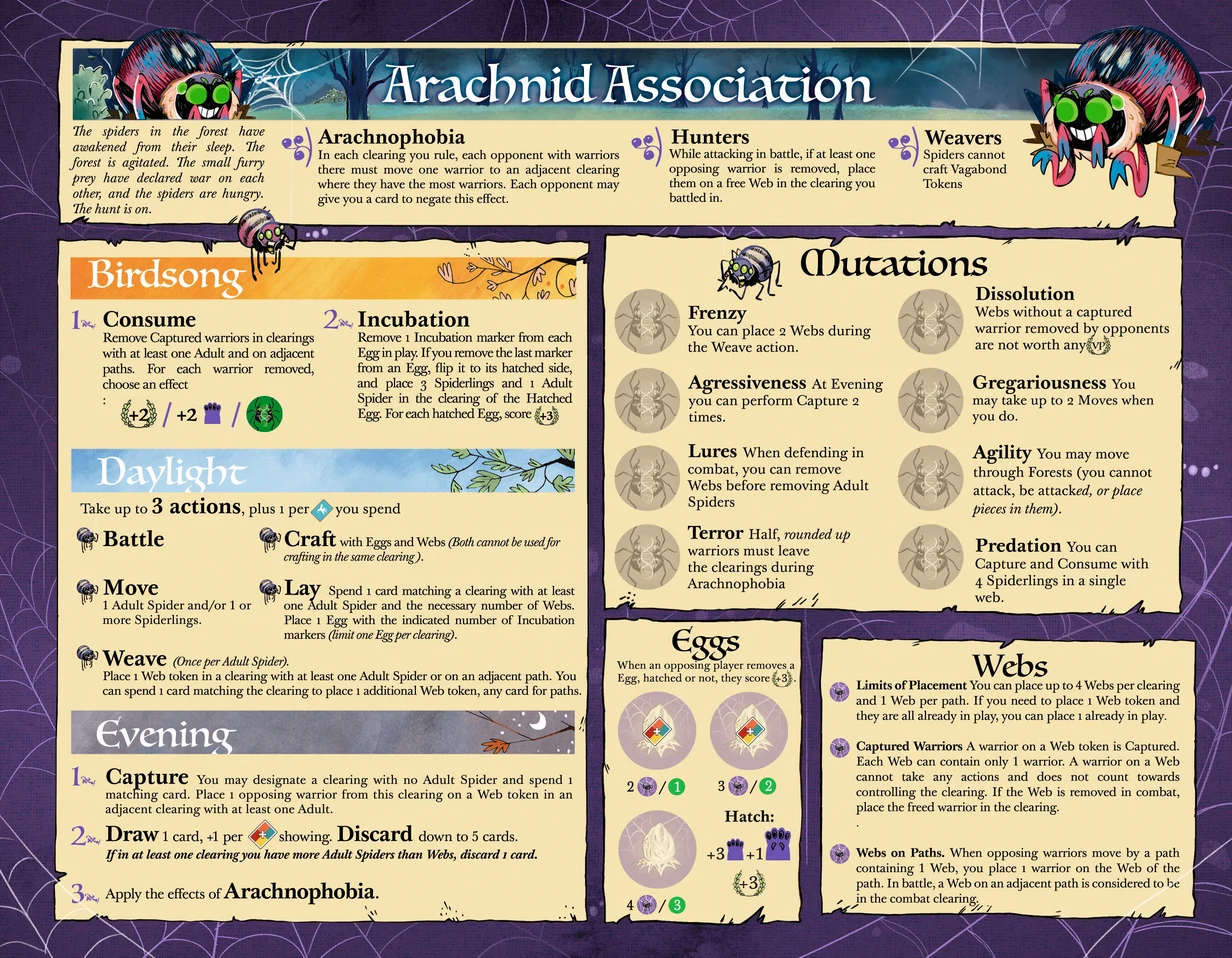 Arachnid Association
The spiders in the forest have
awakened from their sleep. The
forest is agitated. The small furry
prey have declared war on each
other, and the spiders are hungry.
The hunt is on.
Arachnophobia
In each clearing you rule, each opponent with warriors
there must move one warrior to an adjacent clearing
where they have the most warriors. Each opponent may
give you a card to negate this effect.
Hunters
While attacking in battle, if at least one
opposing warrior is removed, place
them on a free Web in the clearing you
battled in.
Weavers
Spiders cannot
craft Vagabond
Tokens
Birdsong
1 Consume
Remove Captured warriors in clearings
with at least one Adult and on adjacent
paths. For each warrior removed,
choose an effect
:
+2 / +2 /
2 Incubation
Remove 1 Incubation marker from each
Egg in play. If you remove the last marker
from an Egg, flip it to its hatched side,
and place 3 Spiderlings and 1 Adult
Spider in the clearing of the Hatched
Egg. For each hatched Egg, score +3
Daylight
Take up to 3 actions, plus 1 per you spend
Battle
Craft with Eggs and Webs (Both cannot be used for
crafting in the same clearing ).
Move
1 Adult Spider and/or 1 or
more Spiderlings.
Lay Spend 1 card matching a clearing with at least
one Adult Spider and the necessary number of Webs.
Place 1 Egg with the indicated number of Incubation
markers (limit one Egg per clearing).
Weave (Once per Adult Spider).
Place 1 Web token in a clearing with at least one Adult Spider or on an adjacent path. You
can spend 1 card matching the clearing to place 1 additional Web token, any card for paths.
Evening
1 Capture You may designate a clearing with no Adult Spider and spend 1
matching card. Place 1 opposing warrior from this clearing on a Web token in an
adjacent clearing with at least one Adult.
2 Draw 1 card, +1 per + showing. Discard down to 5 cards.
If in at least one clearing you have more Adult Spiders than Webs, discard 1 card.
3 Apply the effects of Arachnophobia.
Mutations
Frenzy
You can place 2 Webs during
the Weave action.
Agressiveness At Evening
you can perform Capture 2
times.
Lures When defending in
combat, you can remove
Webs before removing Adult
Spiders
Terror Half, rounded up
warriors must leave
the clearings during
Arachnophobia
Dissolution
Webs without a captured
warrior removed by opponents
are not worth any VP
Gregariousness You
may take up to 2 Moves when
you do.
Agility You may move
through Forests (you cannot
attack, be attacked, or place
pieces in them).
Predation You can
Capture and Consume with
4 Spiderlings in a single
web.
Eggs
When an opposing player removes a
Egg, hatched or not, they score +3.
+
+
2 / 1
3 / 2
Hatch:
+3 +1
+3
4 / 3
Webs
Limits of Placement You can place up to 4 Webs per clearing
and 1 Web per path. If you need to place 1 Web token and
they are all already in play, you can place 1 already in play.
Captured Warriors A warrior on a Web token is Captured.
Each Web can contain only 1 warrior. A warrior on a Web
cannot take any actions and does not count towards
controlling the clearing. If the Web is removed in combat,
place the freed warrior in the clearing.
.
Webs on Paths. When opposing warriors move by a path
containing 1 Web, you place 1 warrior on the Web of the
path. In battle, a Web on an adjacent path is considered to be
in the combat clearing.